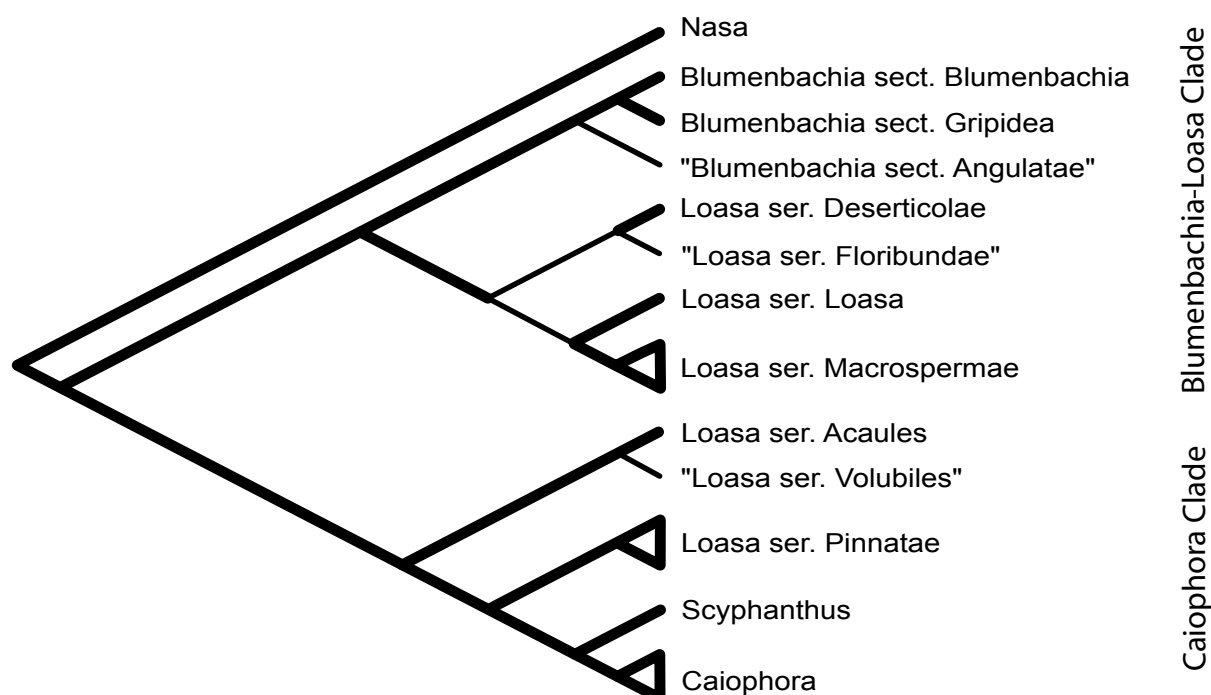 Nasa
Blumenbachia sect. Blumenbachia
Blumenbachia sect. Gripidea
"Blumenbachia sect. Angulatae"
Loasa ser. Deserticolae
"Loasa ser. Floribundae"
Loasa ser. Loasa
Loasa ser. Macrospermae
Loasa ser. Acaules
"Loasa ser. Volubiles"
Loasa ser. Pinnatae
Scyphanthus
Caiophora
Blumenbachia-Loasa Clade
Caiophora Clade